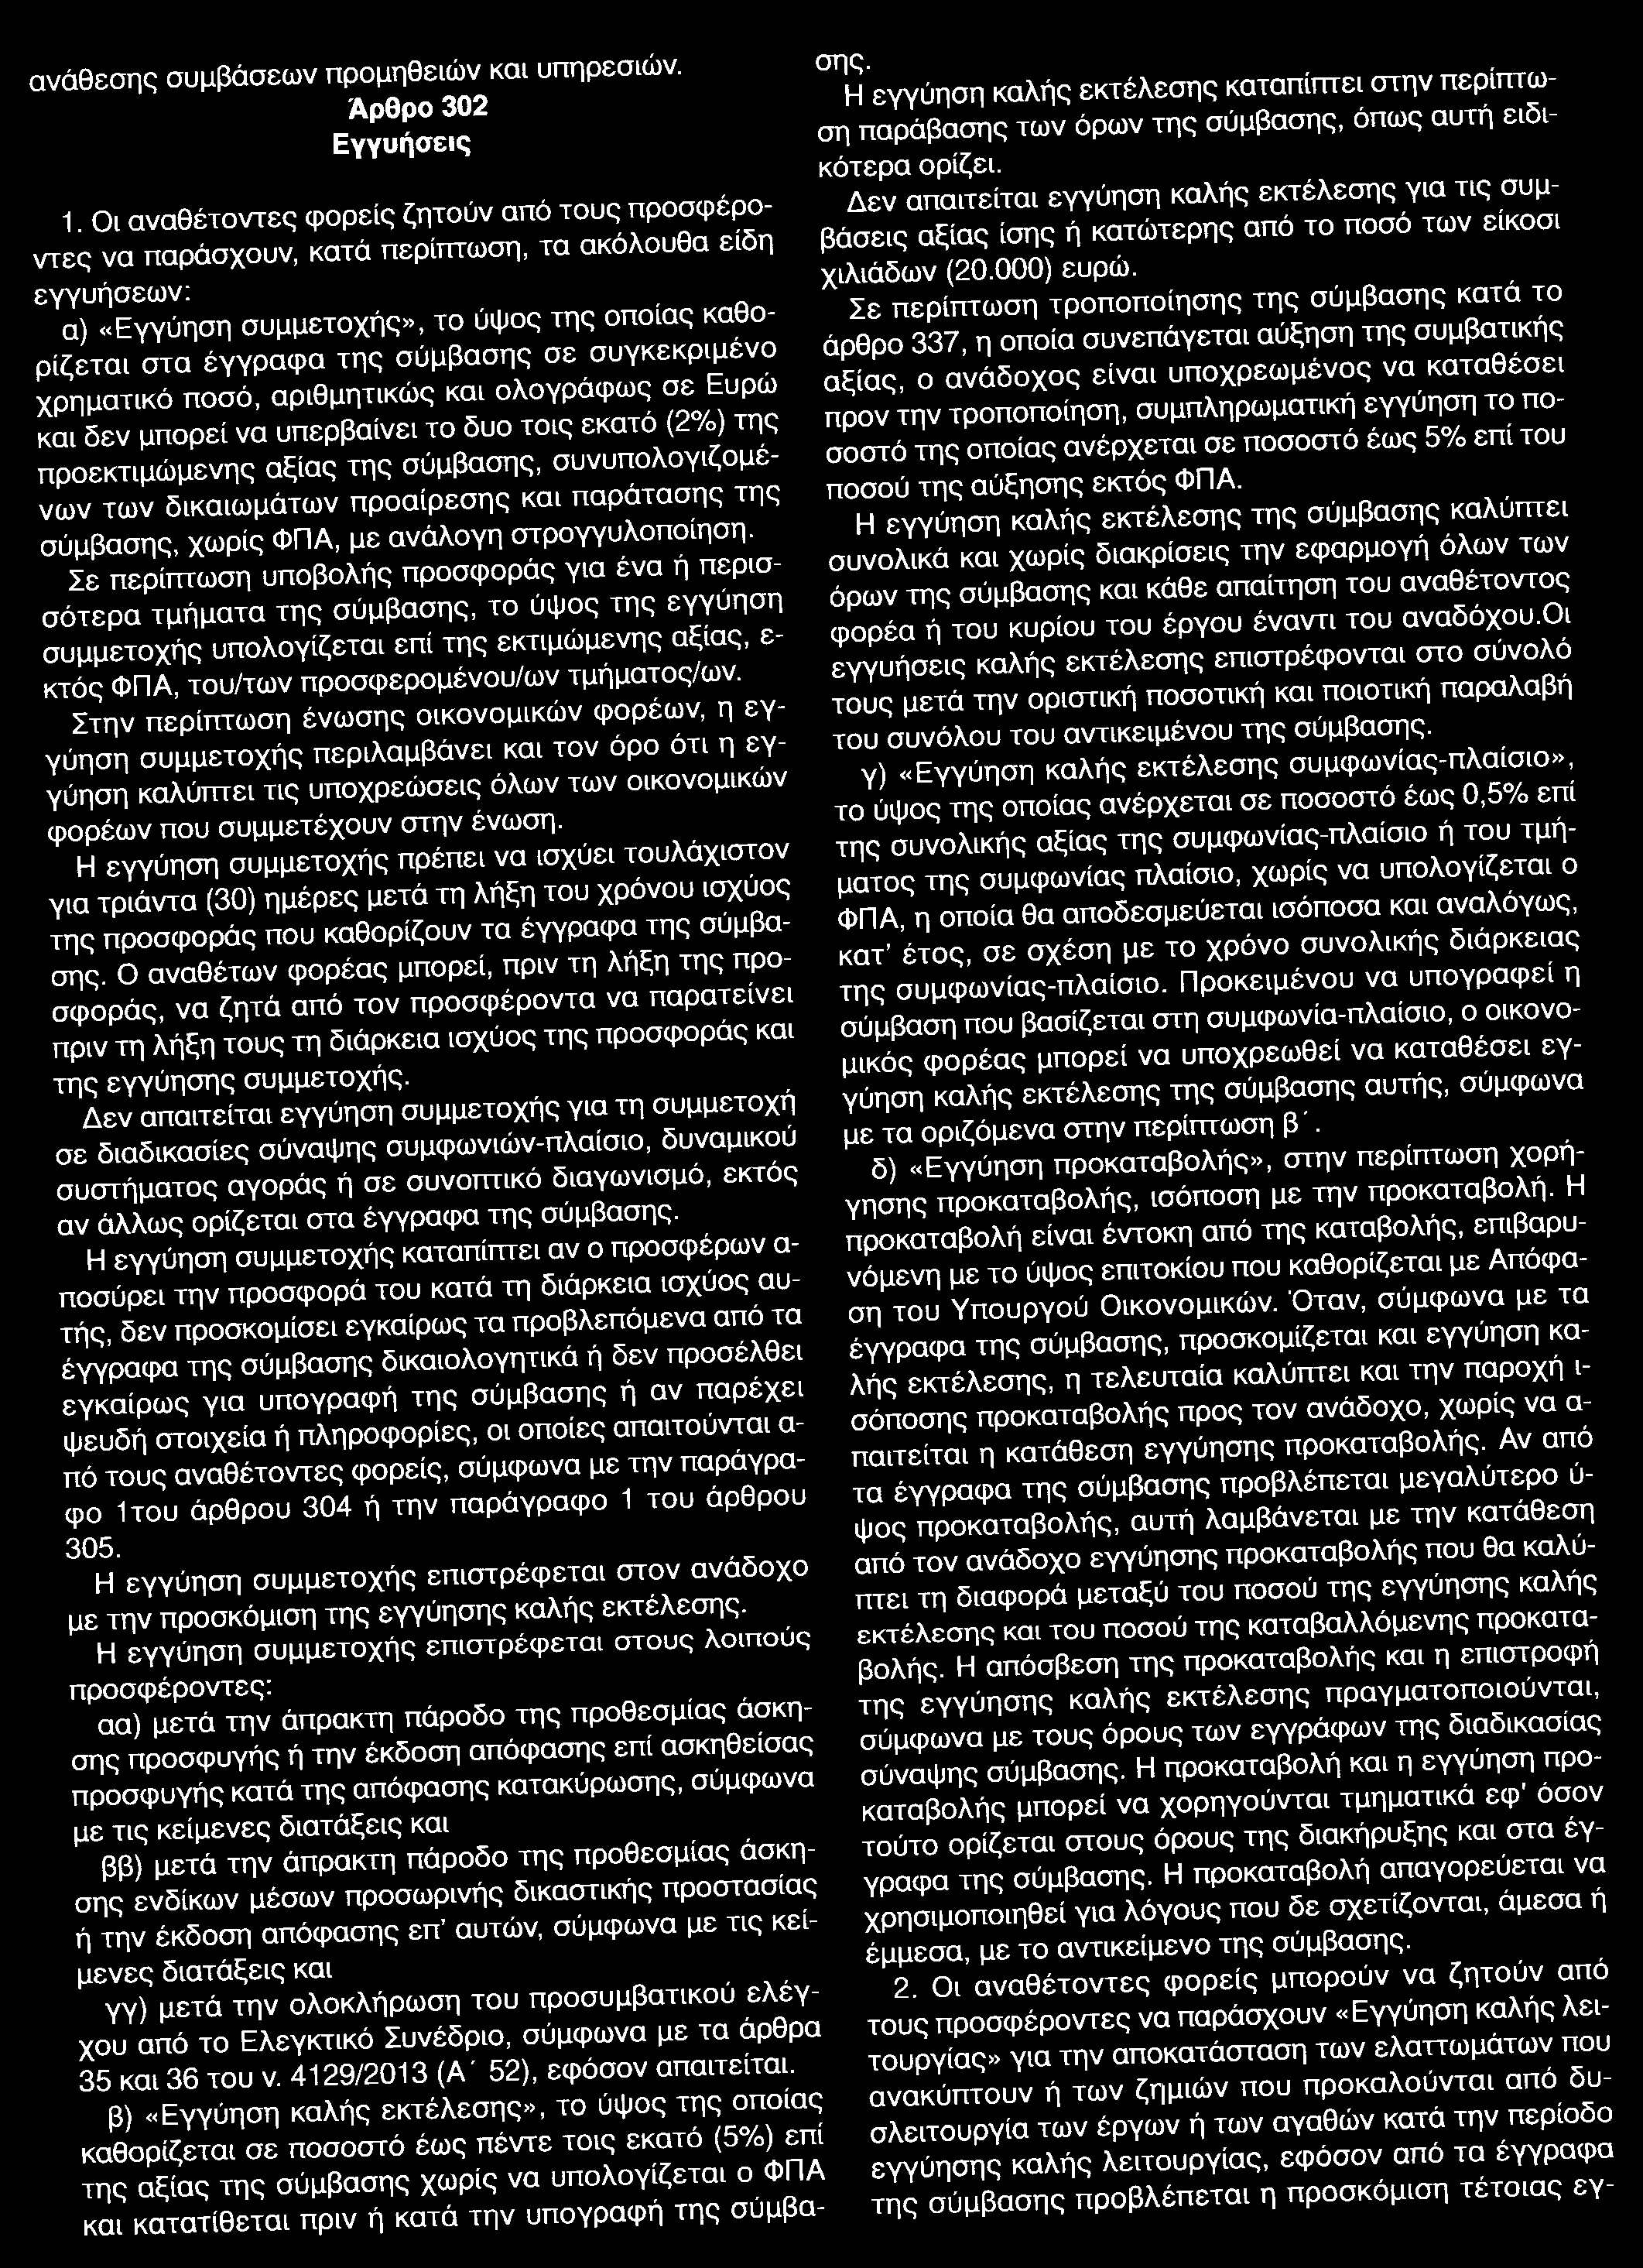 ανάθεσης συμβάσεων προμηθειών και υπηρεσιών.
Άρθρο 302
Εγγυήσεις
1. Οι αναθέτοντες φορείς ζητούν από τους προσφέρο-
ντες να παράσχουν, κατά περίπτωση, τα ακόλουθα είδη
εγγυήσεων:
α) «Εγγύηση συμμετοχής», το ύψος της οποίας καθο-
ρίζεται στα έγγραφα της σύμβασης σε συγκεκριμένο
χρηματικό ποσό, αριθμητικώς και ολογράφως σε Ευρώ
και δεν μπορεί να υπερβαίνει το δυο τοις εκατό (2%) της
προεκτιμώμενης αξίας της σύμβασης, συνυπολογιζομέ-
νων των δικαιωμάτων προαίρεσης και παράτασης της
σύμβασης, χωρίς ΦΠΑ, με ανάλογη στρογγυλοποίηση.
Σε περίπτωση υποβολής προσφοράς για ένα ή περισ-
σότερα τμήματα της σύμβασης, το ύψος της εγγύηση
συμμετοχής υπολογίζεται επί της εκτιμώμενης αξίας, ε-
κτός ΦΠΑ, του/των προσφερομένου/ων τμήματος/ων.
Στην περίπτωση ένωσης οικονομικών φορέων, η εγ-
γύηση συμμετοχής περιλαμβάνει και τον όρο ότι η εγ-
γύηση καλύπτει τις υποχρεώσεις όλων των οικονομικών
φορέων που συμμετέχουν στην ένωση.
Η εγγύηση συμμετοχής πρέπει να ισχύει τουλάχιστον
για τριάντα (30) ημέρες μετά τη λήξη του χρόνου ισχύος
της προσφοράς που καθορίζουν τα έγγραφα της σύμβα-
σης. Ο αναθέτων φορέας μπορεί, πριν τη λήξη της προ-
σφοράς, να ζητά από τον προσφέροντα να παρατείνει
πριν τη λήξη τους τη διάρκεια ισχύος της προσφοράς και
της εγγύησης συμμετοχής.
Δεν απαιτείται εγγύηση συμμετοχής για τη συμμετοχή
σε διαδικασίες σύναψης συμφωνιών-πλαίσιο, δυναμικού
συστήματος αγοράς ή σε συνοπτικό διαγωνισμό, εκτός
αν άλλως ορίζεται στα έγγραφα της σύμβασης.
Η εγγύηση συμμετοχής καταπίπτει αν ο προσφέρων α-
ποσύρει την προσφορά του κατά τη διάρκεια ισχύος αυ-
τής, δεν προσκομίσει εγκαίρως τα προβλεπόμενα από τα
έγγραφα της σύμβασης δικαιολογητικά ή δεν προσέλθει
εγκαίρως για υπογραφή της σύμβασης ή αν παρέχει
ψευδή στοιχεία ή πληροφορίες, οι οποίες απαιτούνται α-
πό τους αναθέτοντες φορείς, σύμφωνα με την παράγρα-
φο 1του άρθρου 304 ή την παράγραφο 1 του άρθρου
305.
Η εγγύηση συμμετοχής επιστρέφεται στον ανάδοχο
με την προσκόμιση της εγγύησης καλής εκτέλεσης.
Η εγγύηση συμμετοχής επιστρέφεται στους λοιπούς
προσφέροντες:
αα) μετά την άπρακτη πάροδο της προθεσμίας άσκη-
σης προσφυγής ή την έκδοση απόφασης επί ασκηθείσας
προσφυγής κατά της απόφασης κατακύρωσης, σύμφωνα
με τις κείμενες διατάξεις και
ββ) μετά την άπρακτη πάροδο της προθεσμίας άσκη-
σης ενδίκων μέσων προσωρινής δικαστικής προστασίας
ή την έκδοση απόφασης επ’ αυτών, σύμφωνα με τις κεί-
μενες διατάξεις και
γγ) μετά την ολοκλήρωση του προσυμβατικού ελέγ-
χου από το Ελεγκτικό Συνέδριο, σύμφωνα με τα άρθρα
35 και 36 του ν. 4129/2013 (Α΄ 52), εφόσον απαιτείται.
β) «Εγγύηση καλής εκτέλεσης», το ύψος της οποίας
καθορίζεται σε ποσοστό έως πέντε τοις εκατό (5%) επί
της αξίας της σύμβασης χωρίς να υπολογίζεται ο ΦΠΑ
και κατατίθεται πριν ή κατά την υπογραφή της σύμβα-
σης.
Η εγγύηση καλής εκτέλεσης καταπίπτει στην περίπτω-
ση παράβασης των όρων της σύμβασης, όπως αυτή ειδι-
κότερα ορίζει.
Δεν απαιτείται εγγύηση καλής εκτέλεσης για τις συμ-
βάσεις αξίας ίσης ή κατώτερης από το ποσό των είκοσι
χιλιάδων (20.000) ευρώ.
Σε περίπτωση τροποποίησης της σύμβασης κατά το
άρθρο 337, η οποία συνεπάγεται αύξηση της συμβατικής
αξίας, ο ανάδοχος είναι υποχρεωμένος να καταθέσει
προν την τροποποίηση, συμπληρωματική εγγύηση το πο-
σοστό της οποίας ανέρχεται σε ποσοστό έως 5% επί του
ποσού της αύξησης εκτός ΦΠΑ.
Η εγγύηση καλής εκτέλεσης της σύμβασης καλύπτει
συνολικά και χωρίς διακρίσεις την εφαρμογή όλων των
όρων της σύμβασης και κάθε απαίτηση του αναθέτοντος
φορέα ή του κυρίου του έργου έναντι του αναδόχου.Οι
εγγυήσεις καλής εκτέλεσης επιστρέφονται στο σύνολό
τους μετά την οριστική ποσοτική και ποιοτική παραλαβή
του συνόλου του αντικειμένου της σύμβασης.
γ) «Εγγύηση καλής εκτέλεσης συμφωνίας-πλαίσιο»,
το ύψος της οποίας ανέρχεται σε ποσοστό έως 0,5% επί
της συνολικής αξίας της συμφωνίας-πλαίσιο ή του τμή-
ματος της συμφωνίας πλαίσιο, χωρίς να υπολογίζεται ο
ΦΠΑ, η οποία θα αποδεσμεύεται ισόποσα και αναλόγως,
κατ’ έτος, σε σχέση με το χρόνο συνολικής διάρκειας
της συμφωνίας-πλαίσιο. Προκειμένου να υπογραφεί η
σύμβαση που βασίζεται στη συμφωνία-πλαίσιο, ο οικονο-
μικός φορέας μπορεί να υποχρεωθεί να καταθέσει εγ-
γύηση καλής εκτέλεσης της σύμβασης αυτής, σύμφωνα
με τα οριζόμενα στην περίπτωση β΄.
δ) «Εγγύηση προκαταβολής», στην περίπτωση χορή-
γησης προκαταβολής, ισόποση με την προκαταβολή. Η
προκαταβολή είναι έντοκη από της καταβολής, επιβαρυ-
νόμενη με το ύψος επιτοκίου που καθορίζεται με Απόφα-
ση του Υπουργού Οικονομικών. Όταν, σύμφωνα με τα
έγγραφα της σύμβασης, προσκομίζεται και εγγύηση κα-
λής εκτέλεσης, η τελευταία καλύπτει και την παροχή ι-
σόποσης προκαταβολής προς τον ανάδοχο, χωρίς να α-
παιτείται η κατάθεση εγγύησης προκαταβολής. Αν από
τα έγγραφα της σύμβασης προβλέπεται μεγαλύτερο ύ-
ψος προκαταβολής, αυτή λαμβάνεται με την κατάθεση
από τον ανάδοχο εγγύησης προκαταβολής που θα καλύ-
πτει τη διαφορά μεταξύ του ποσού της εγγύησης καλής
εκτέλεσης και του ποσού της καταβαλλόμενης προκατα-
βολής. Η απόσβεση της προκαταβολής και η επιστροφή
της εγγύησης καλής εκτέλεσης πραγματοποιούνται,
σύμφωνα με τους όρους των εγγράφων της διαδικασίας
σύναψης σύμβασης. Η προκαταβολή και η εγγύηση προ-
καταβολής μπορεί να χορηγούνται τμηματικά εφ’ όσον
τούτο ορίζεται στους όρους της διακήρυξης και στα έγ-
γραφα της σύμβασης. Η προκαταβολή απαγορεύεται να
χρησιμοποιηθεί για λόγους που δε σχετίζονται, άμεσα ή
έμμεσα, με το αντικείμενο της σύμβασης.
2. Οι αναθέτοντες φορείς μπορούν να ζητούν από
τους προσφέροντες να παράσχουν «Εγγύηση καλής λει-
τουργίας» για την αποκατάσταση των ελαττωμάτων που
ανακύπτουν ή των ζημιών που προκαλούνται από δυ-
σλειτουργία των έργων ή των αγαθών κατά την περίοδο
εγγύησης καλής λειτουργίας, εφόσον από τα έγγραφα
της σύμβασης προβλέπεται η προσκόμιση τέτοιας εγ-